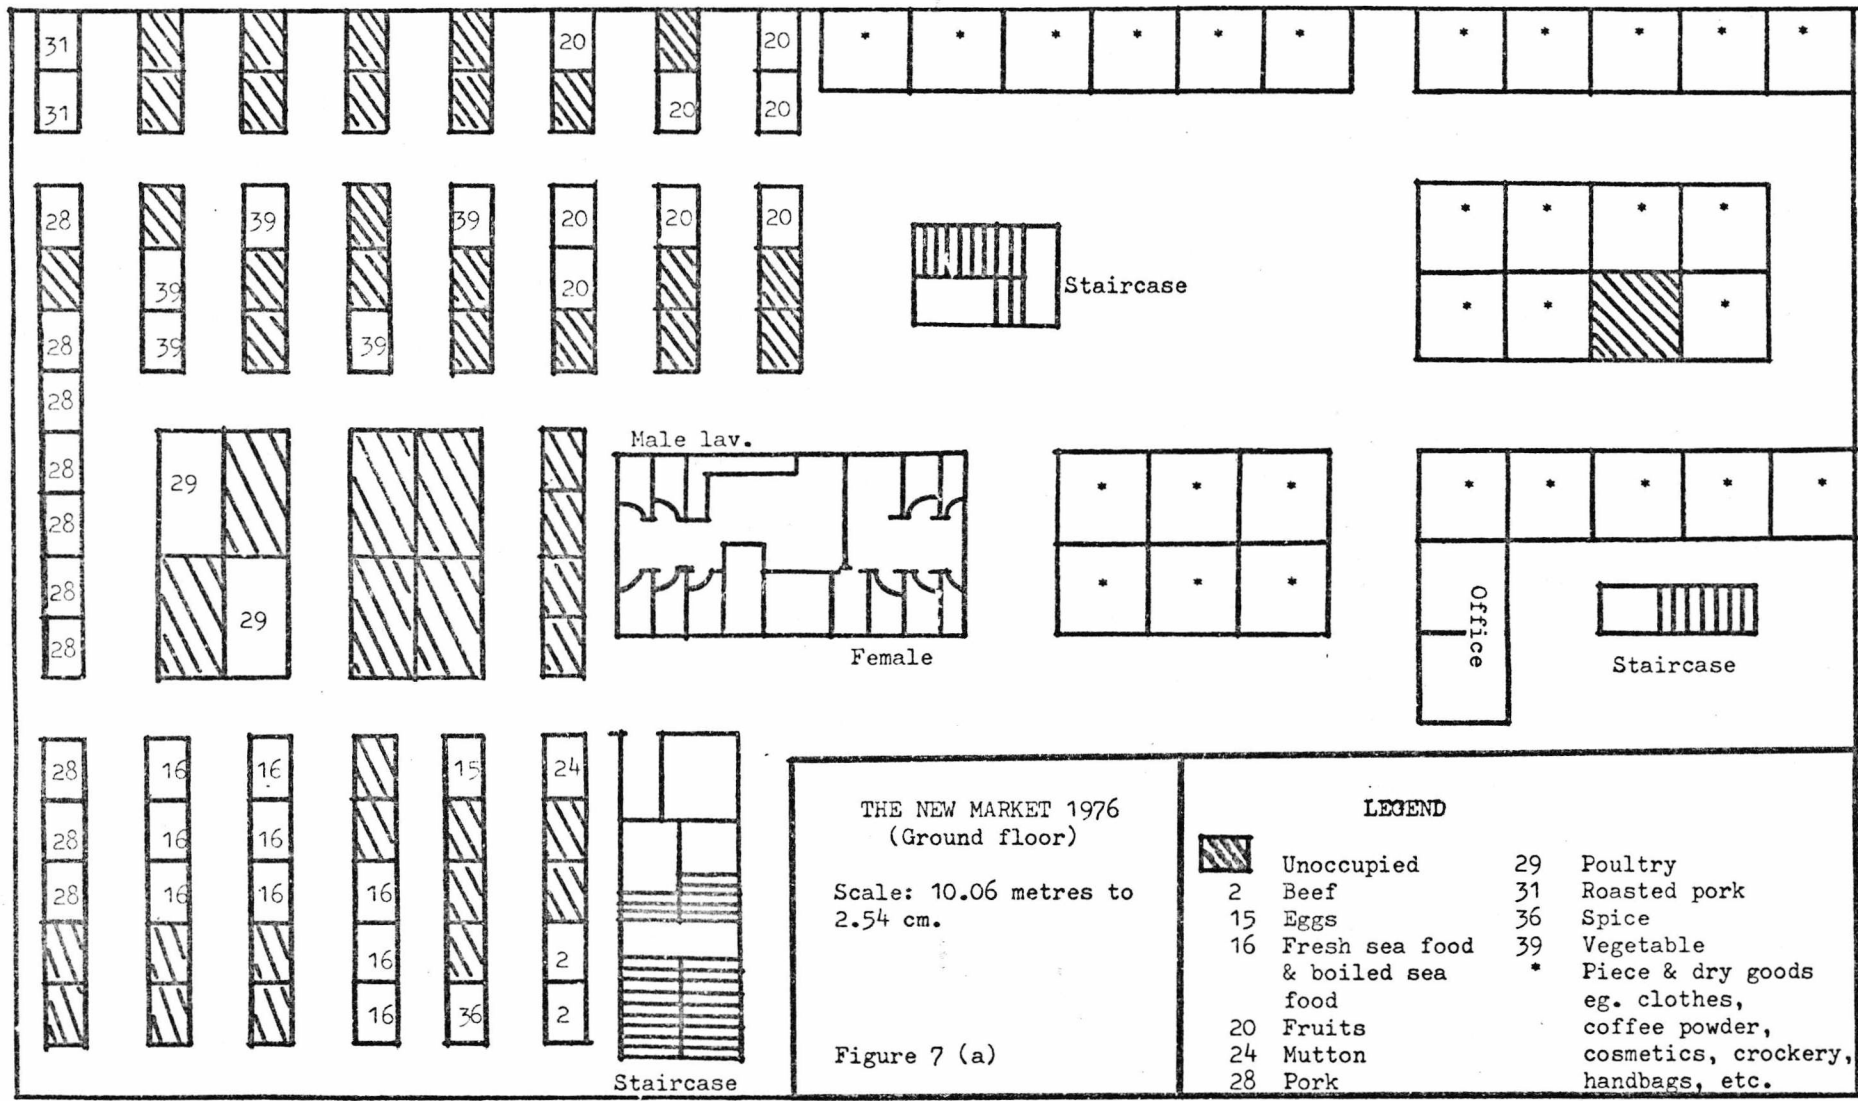 31 20 20 * * * * * * * * * * *
31 20 20
28 39 39 20 20 20 * * * *
39 20 Staircase * * *
28 39 39
28
Male lav.
28 29 * * * * * * * *
28
28 29 * * * Office
28 Female Staircase
28 16 16 15 24
28 16 16
28 16 16 16
16 2
16 36 2
Staircase
THE NEW MARKET 1976
(Ground floor)
Scale: 10.06 metres to
2.54 cm.
Figure 7 (a)
LEGEND
Unoccupied
2 Beef
15 Eggs
16 Fresh sea food
& boiled sea
food
20 Fruits
24 Mutton
28 Pork
29 Poultry
31 Roasted pork
36 Spice
39 Vegetable
* Piece & dry goods
eg. clothes,
coffee powder,
cosmetics, crockery,
handbags, etc.